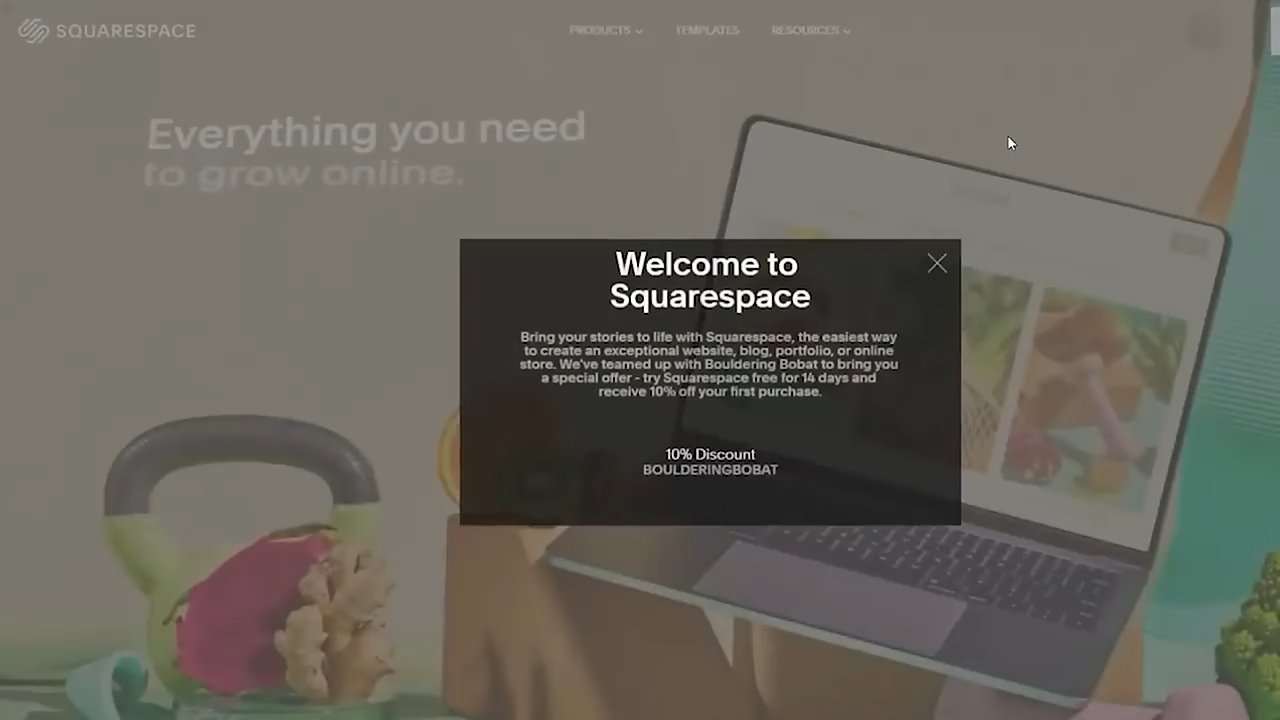 SQUARESPACE
PRODUCTS
TEMPLATES
RESOURCES
Everything you need
to grow online.
Welcome to
Squarespace
Bring your stories to life with Squarespace, the easiest way
to create an exceptional website, blog, portfolio, or online
store. We've teamed up with Bouldering Bobat to bring you
a special offer - try Squarespace free for 14 days and
receive 10% off your first purchase.
10% Discount
BOULDERINGBOBAT